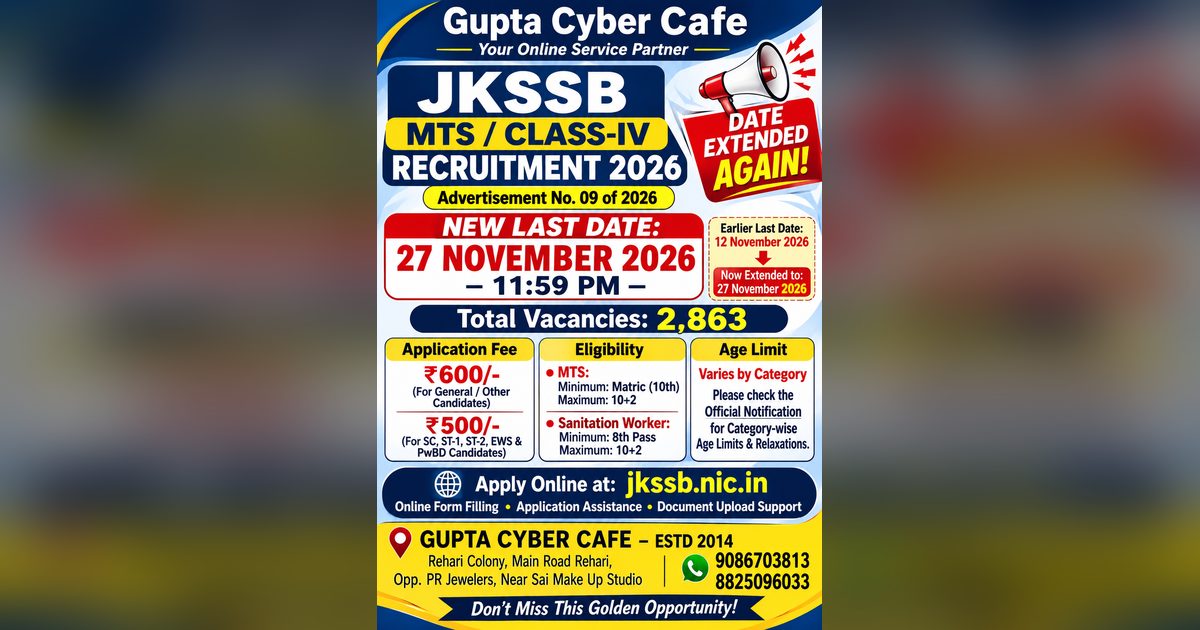 Gupta Cyber Cafe
Your Online Service Partner
JKSSB
MTS / CLASS-IV
RECRUITMENT 2026
Advertisement No. 09 of 2026
DATE
EXTENDED
AGAIN!
NEW LAST DATE:
27 NOVEMBER 2026
– 11:59 PM –
Earlier Last Date:
12 November 2026
Now Extended to:
27 November 2026
Total Vacancies: 2,863
Application Fee
₹600/-
(For General / Other
Candidates)
₹500/-
(For SC, ST-1, ST-2, EWS &
PwBD Candidates)
Eligibility
• MTS:
Minimum: Matric (10th)
Maximum: 10+2
• Sanitation Worker:
Minimum: 8th Pass
Maximum: 10+2
Age Limit
Varies by Category
Please check the
Official Notification
for Category-wise
Age Limits & Relaxations.
Apply Online at: jkssb.nic.in
Online Form Filling • Application Assistance • Document Upload Support
GUPTA CYBER CAFE – ESTD 2014
Rehari Colony, Main Road Rehari,
Opp. PR Jewelers, Near Sai Make Up Studio
9086703813
8825096033
Don't Miss This Golden Opportunity!